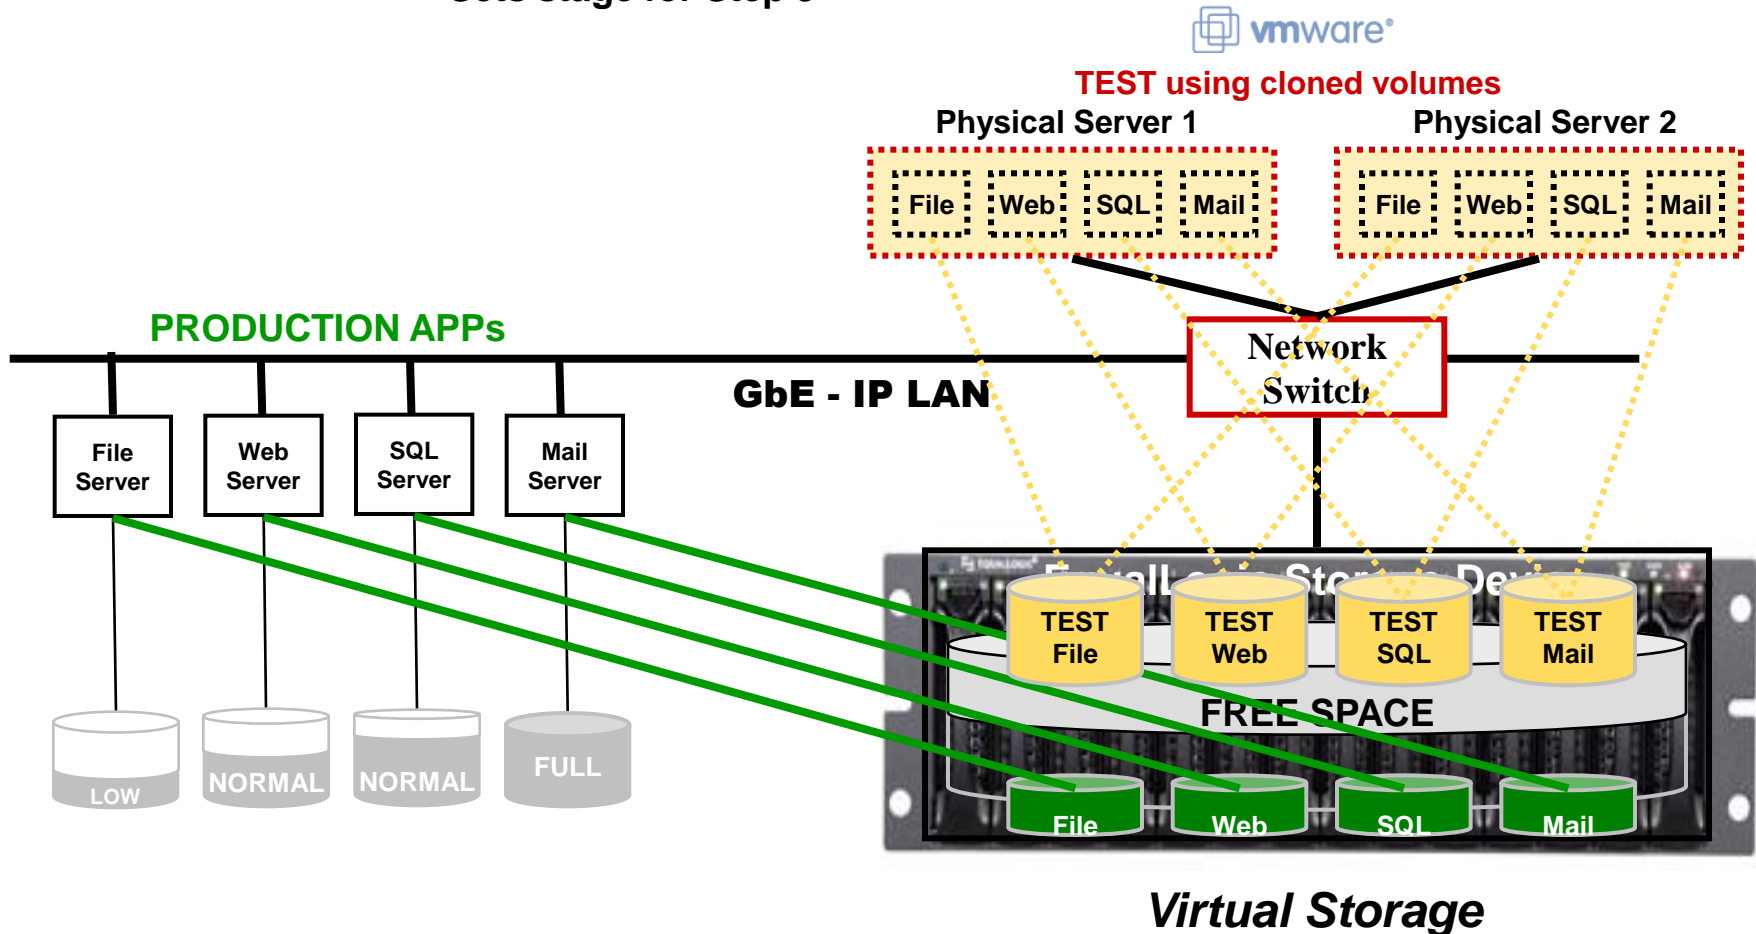 vmware®
TEST using cloned volumes
Physical Server 1
Physical Server 2
File
Web
SQL
Mail
File
Web
SQL
Mail
PRODUCTION APPs
Network
Switch
GbE - IP LAN
File
Server
Web
Server
SQL
Server
Mail
Server
TEST
File
TEST
Web
TEST
SQL
TEST
Mail
FREE SPACE
LOW
NORMAL
NORMAL
FULL
File
Web
SQL
Mail
Virtual Storage